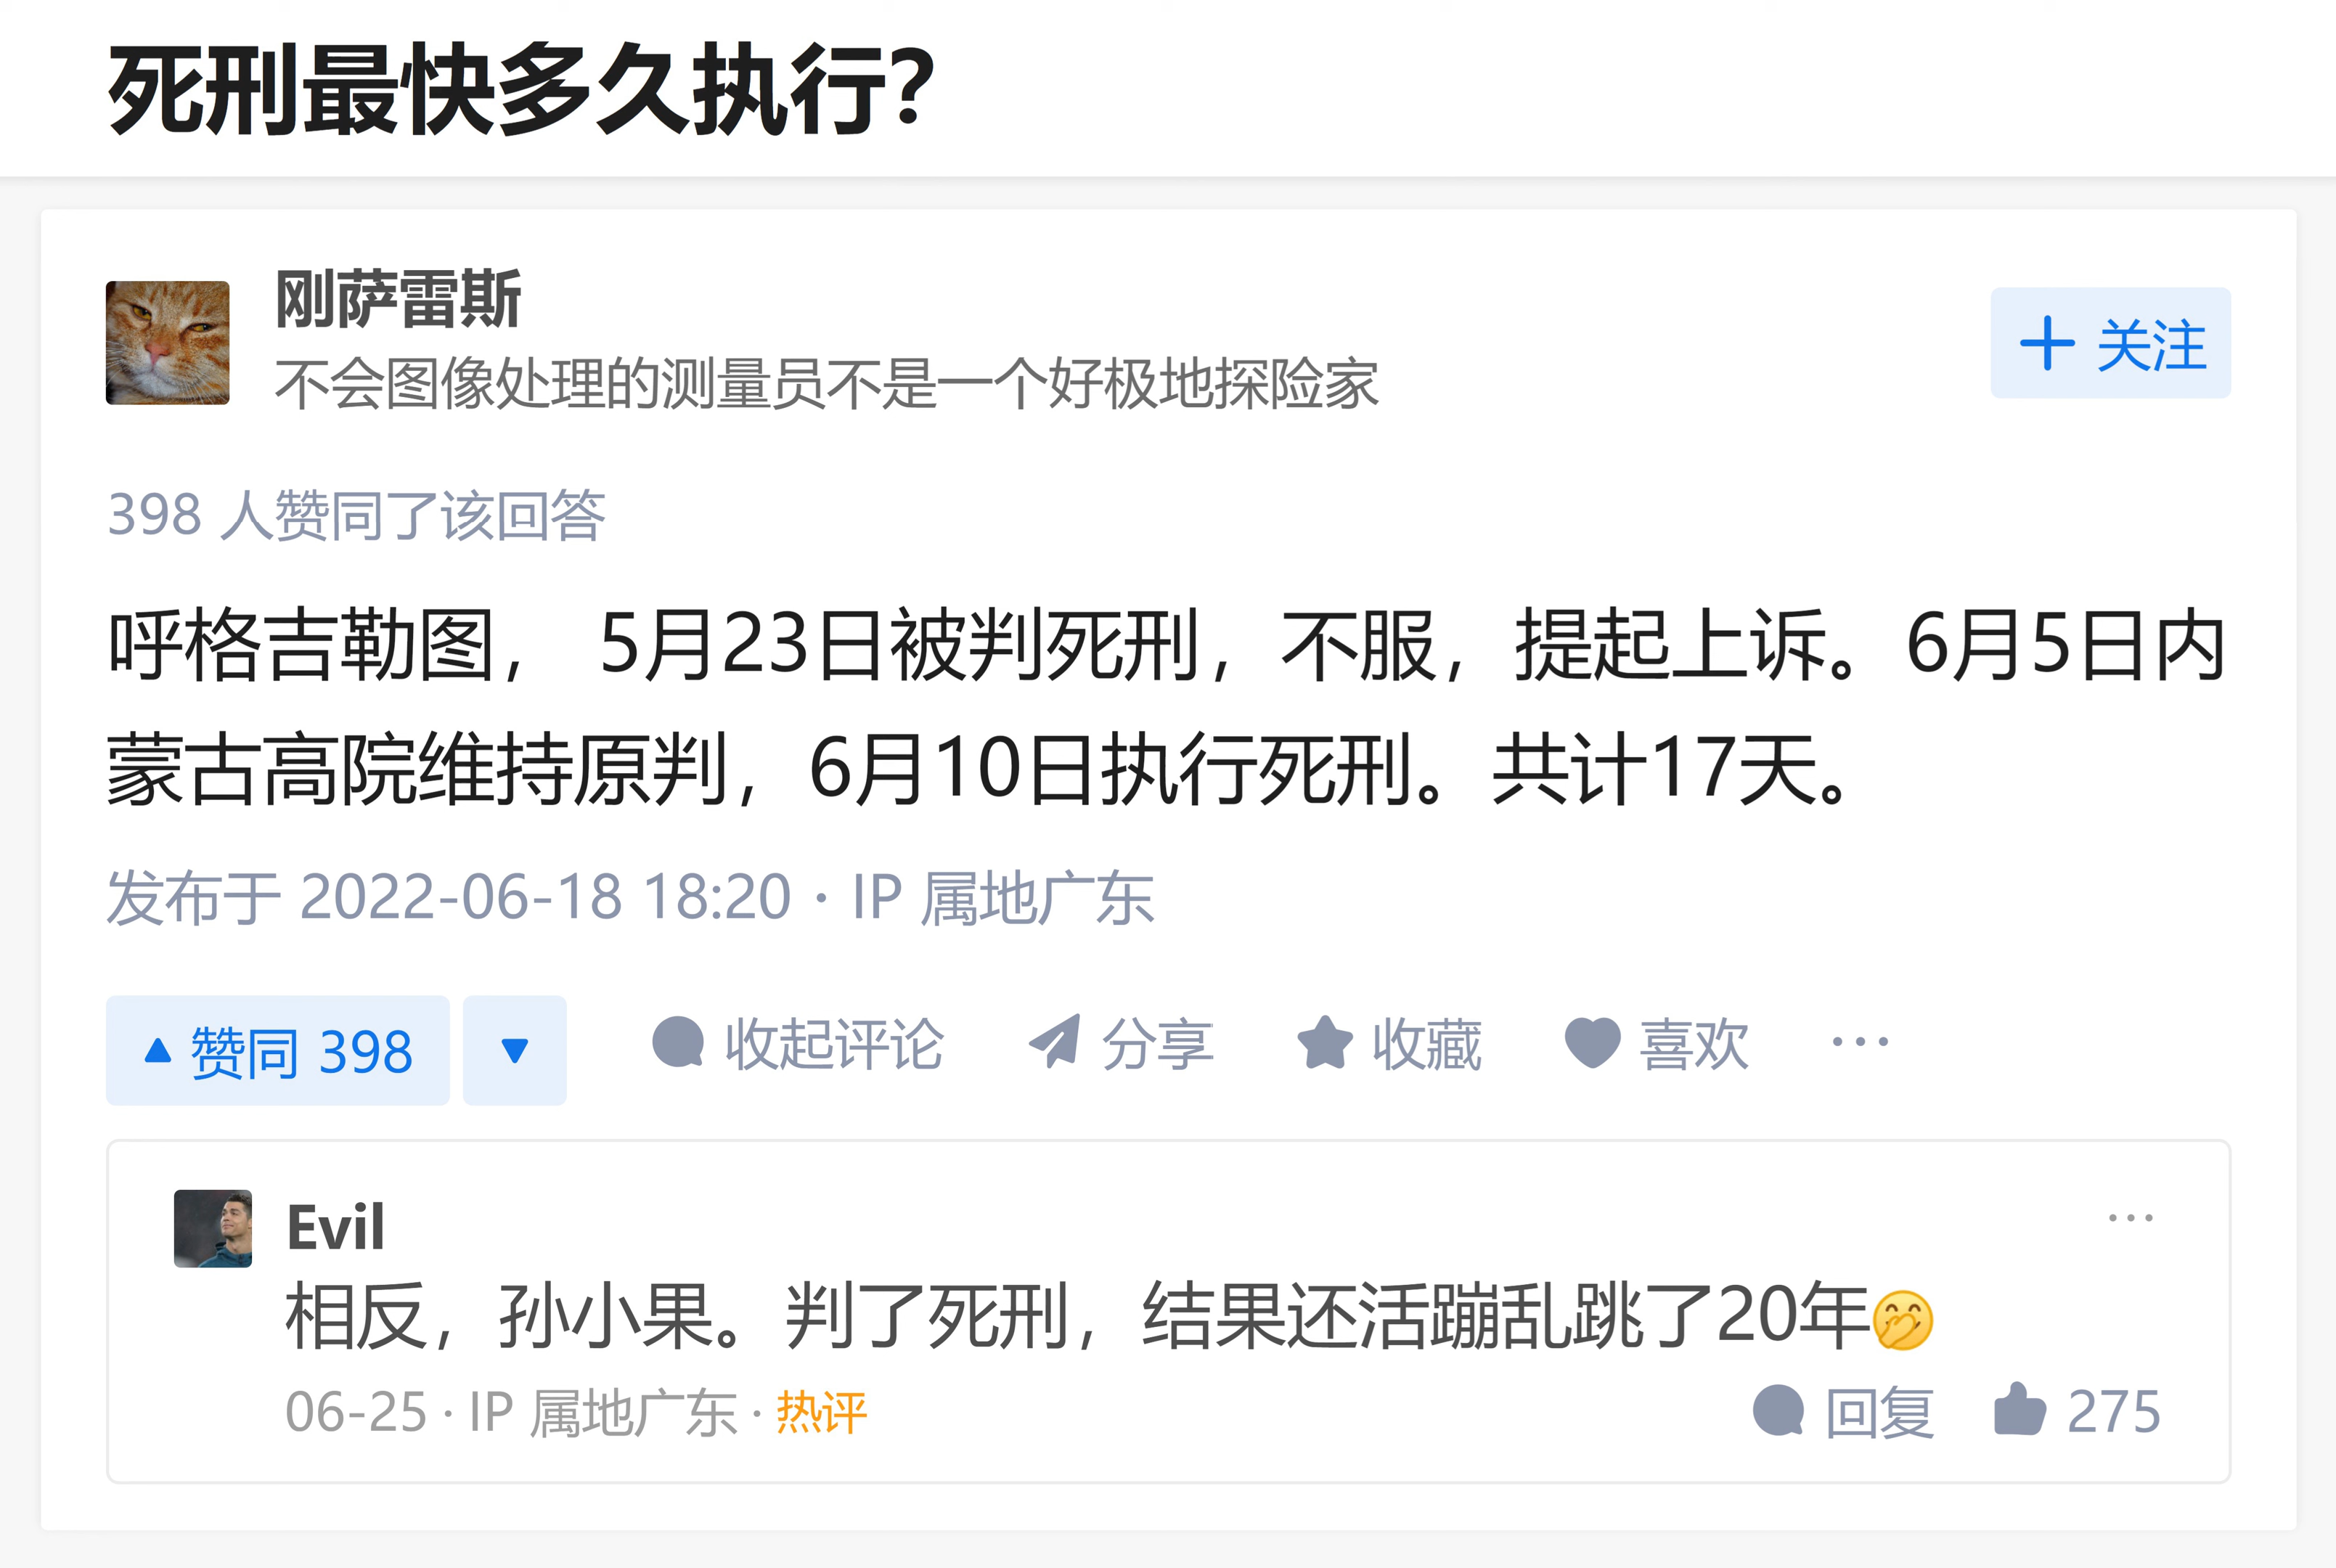 死刑最快多久执行?
刚萨雷斯
不会图像处理的测量员不是一个好极地探险家
+ 关注
398 人赞同了该回答
呼格吉勒图， 5月23日被判死刑，不服，提起上诉。6月5日内
蒙古高院维持原判，6月10日执行死刑。共计17天。
发布于 2022-06-18 18:20 · IP 属地广东
▲ 赞同 398 ▼ 收起评论 分享 收藏 喜欢 ···
Evil ···
相反，孙小果。判了死刑，结果还活蹦乱跳了20年🤭
06-25 · IP 属地广东 · 热评 回复 275